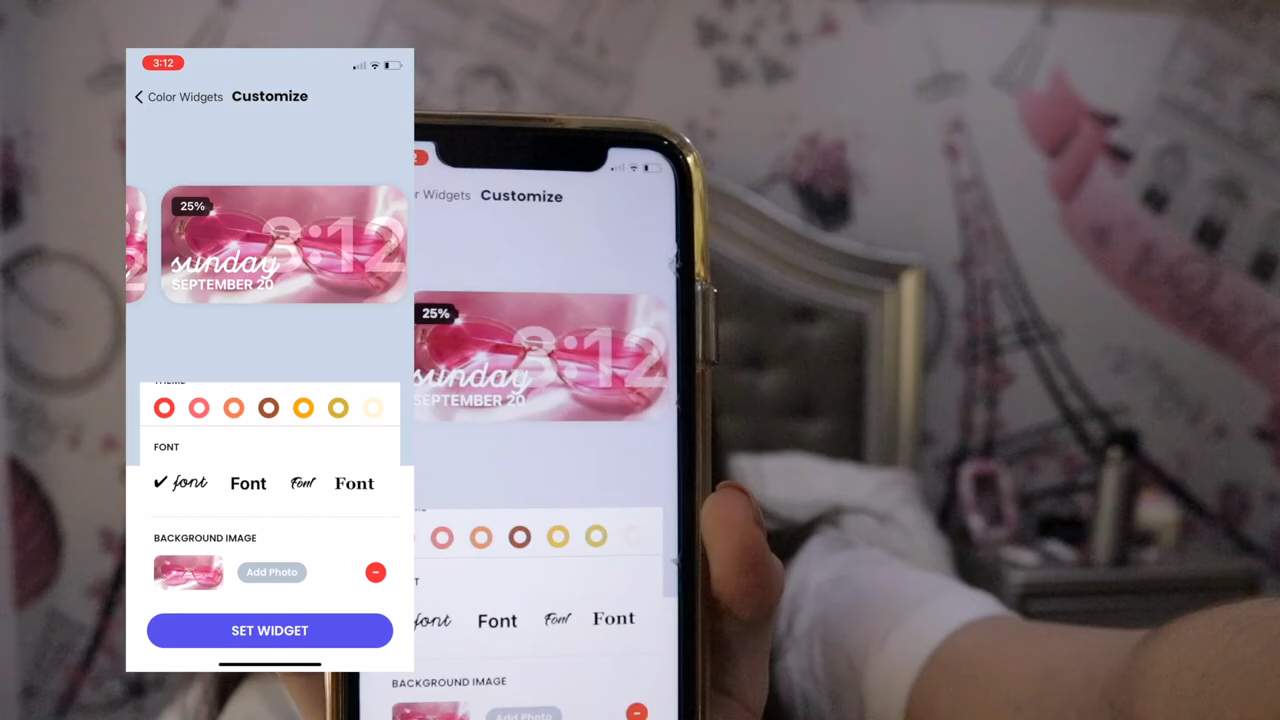 3:12
Color Widgets Customize
25%
3:12
sunday
SEPTEMBER 20
THEME
FONT
✔ font Font Font Font
BACKGROUND IMAGE
Add Photo
SET WIDGET
Widgets Customize
25%
3:12
sunday
SEPTEMBER 20
font Font Font Font
BACKGROUND IMAGE
Add Photo